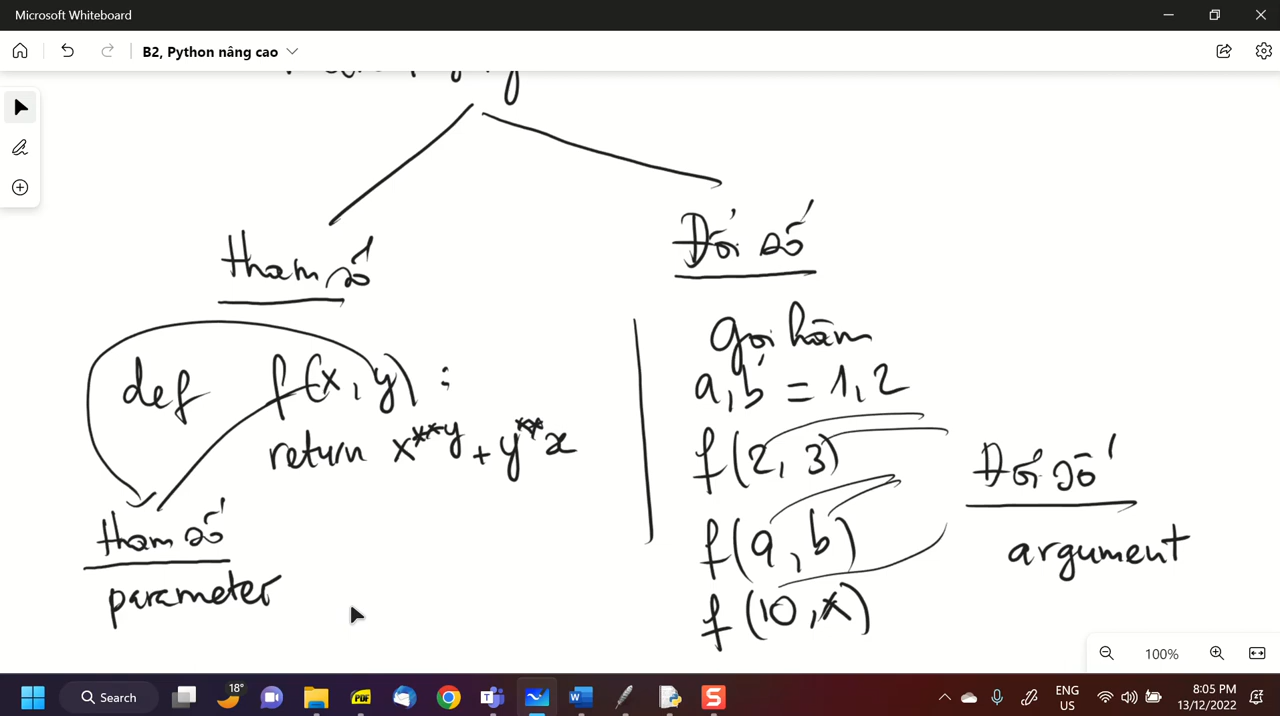 Microsoft Whiteboard
B2, Python nâng cao
Tham số
Đối số
def f(x, y) :
return x**y + y**x
Tham số
parameter
gọi hàm
a, b = 1, 2
f(2, 3)
f(a, b)
f(10, x)
Đối số
argument
100%
18°
Search
ENG
US
8:05 PM
13/12/2022